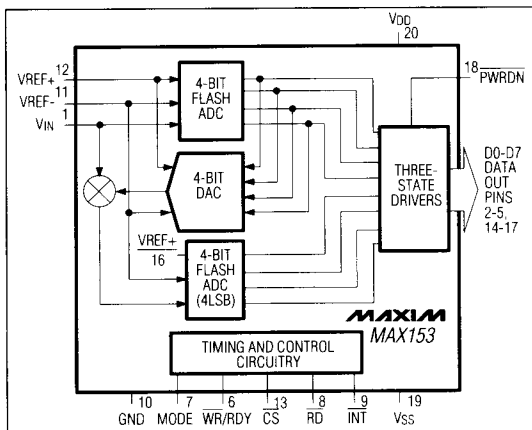 VDD
20
12
VREF+
11
VREF-
1
VIN
4-BIT
FLASH
ADC
18
PWRDN
4-BIT
DAC
THREE-
STATE
DRIVERS
D0-D7
DATA
OUT
PINS
2-5,
14-17
VREF+
16
4-BIT
FLASH
ADC
(4LSB)
MAXIM
MAX153
TIMING AND CONTROL
CIRCUITRY
10 7 6 13 8 9 19
GND MODE WR/RDY CS RD INT VSS